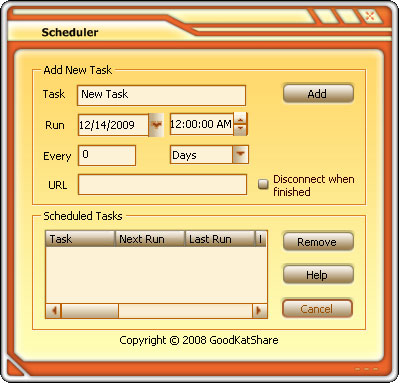 Scheduler
Add New Task
Task New Task Add
Run 12/14/2009 12:00:00 AM
Every 0 Days
URL Disconnect when
finished
Scheduled Tasks
Task Next Run Last Run
Remove
Help
Cancel
Copyright © 2008 GoodKatShare